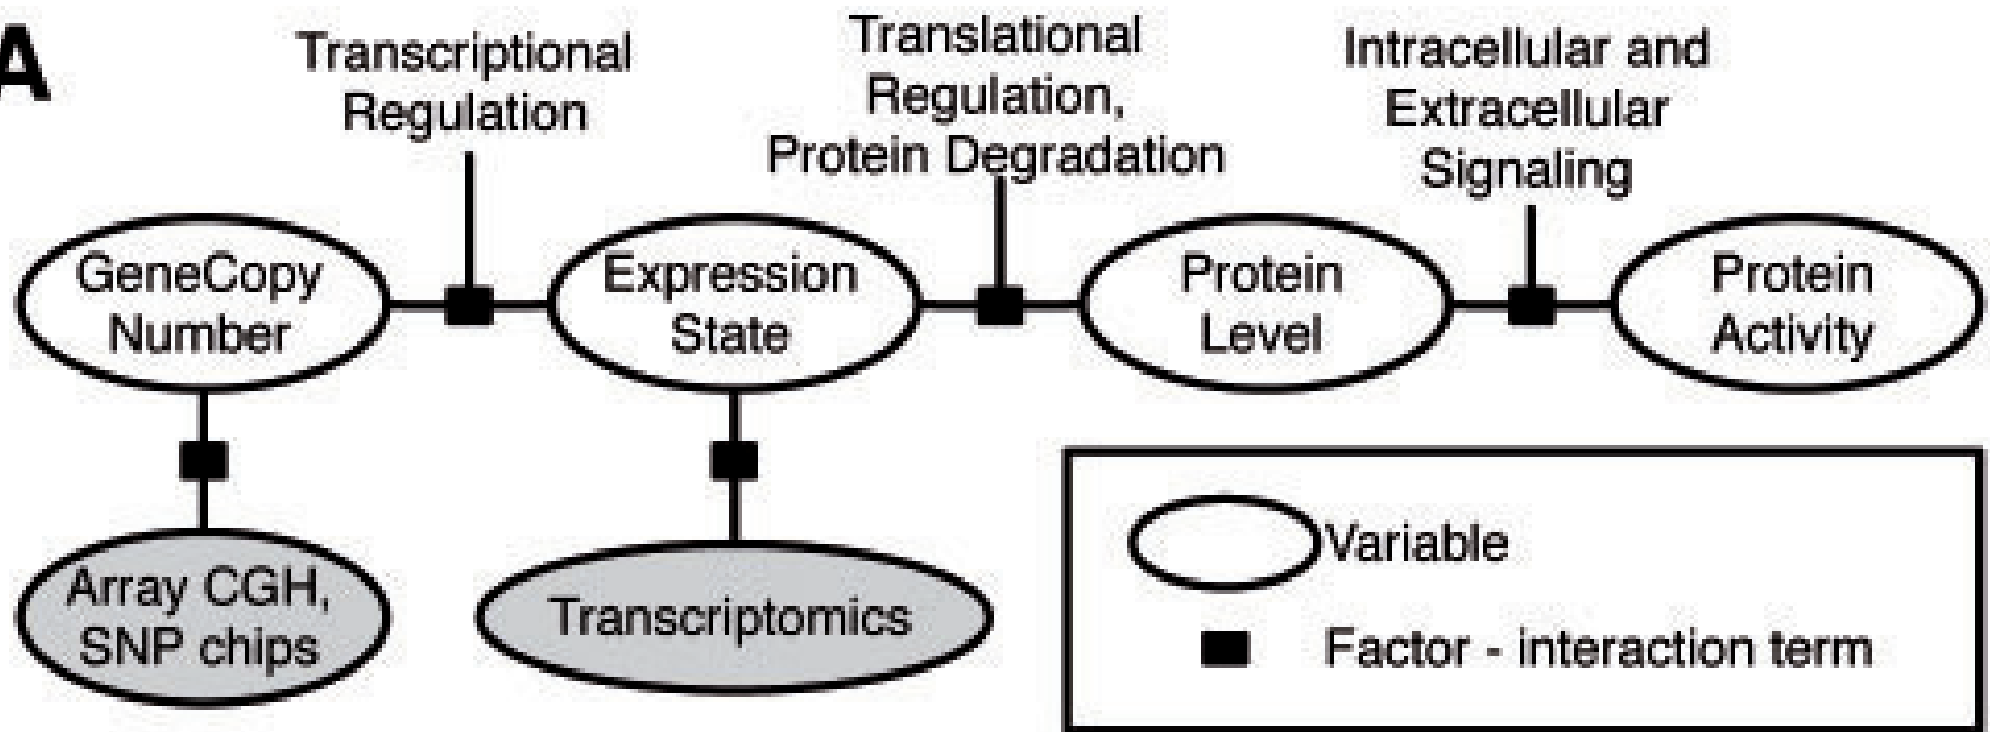 A
Transcriptional
Regulation
Translational
Regulation,
Protein Degradation
Intracellular and
Extracellular
Signaling
GeneCopy
Number
Expression
State
Protein
Level
Protein
Activity
Array CGH,
SNP chips
Transcriptomics
Variable
Factor - interaction term